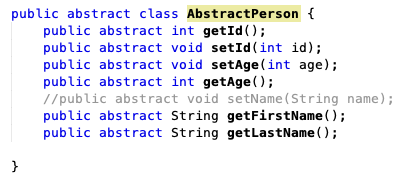 public abstract class AbstractPerson {
public abstract int getId();
public abstract void setId(int id);
public abstract void setAge(int age);
public abstract int getAge();
//public abstract void setName(String name);
public abstract String getFirstName();
public abstract String getLastName();
}